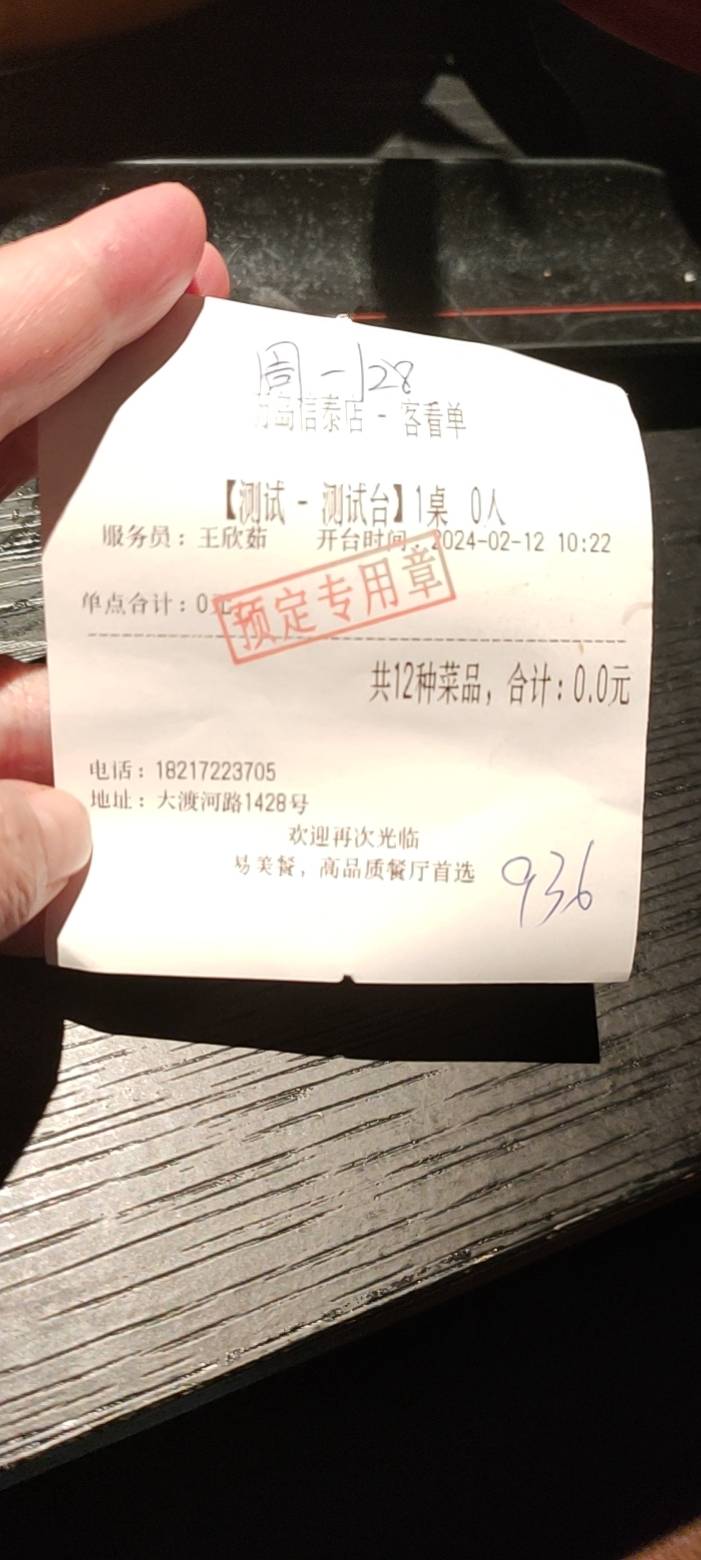 周一128
岛信泰店 - 客看单
【测试 - 测试台】1桌 0人
服务员：王欣茹 开台时间 2024-02-12 10:22
单点合计：0元
预定专用章
共12种菜品，合计：0.0元
电话：18217223705
地址：大渡河路1428号
欢迎再次光临
易美餐，高品质餐厅首选
936